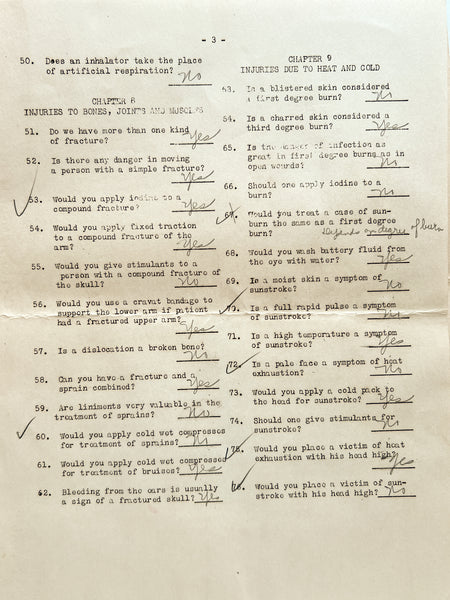 - 3 -
50. Does an inhalator take the place
of artificial respiration? No
CHAPTER 8
INJURIES TO BONES, JOINTS AND MUSCLES
51. Do we have more than one kind
of fracture? Yes
52. Is there any danger in moving
a person with a simple fracture?
Yes
53. Would you apply iodine to a
compound fracture? Yes
54. Would you apply fixed traction
to a compound fracture of the
arm? Yes
55. Would you give stimulants to a
person with a compound fracture of
the skull? No
56. Would you use a cravat bandage to
support the lower arm if patient
had a fractured upper arm?
Yes
57. Is a dislocation a broken bone?
No
58. Can you have a fracture and a
sprain combined? Yes
59. Are liniments very valuable in the
treatment of sprains? No
60. Would you apply cold wet compresses
for treatment of sprains? No
61. Would you apply cold wet compresses
for treatment of bruises? Yes
62. Bleeding from the ears is usually
a sign of a fractured skull? Yes
CHAPTER 9
INJURIES DUE TO HEAT AND COLD
63. Is a blistered skin considered
a first degree burn? No
64. Is a charred skin considered a
third degree burn? Yes
65. Is the danger of infection as
great in first degree burns as in
open wounds? No
66. Should one apply iodine to a
burn? No
67. Would you treat a case of sun-
burn the same as a first degree
burn? Depends on degree of burn
68. Would you wash battery fluid from
the eye with water? Yes
69. Is a moist skin a symptom of
sunstroke? No
70. Is a full rapid pulse a symptom
of sunstroke? No
71. Is a high temperature a symptom
of sunstroke? Yes
72. Is a pale face a symptom of heat
exhaustion? No
73. Would you apply a cold pack to
the head for sunstroke? Yes
74. Should one give stimulants for
sunstroke? No
75. Would you place a victim of heat
exhaustion with his head high?
Yes
76. Would you place a victim of sun-
stroke with his head high? No